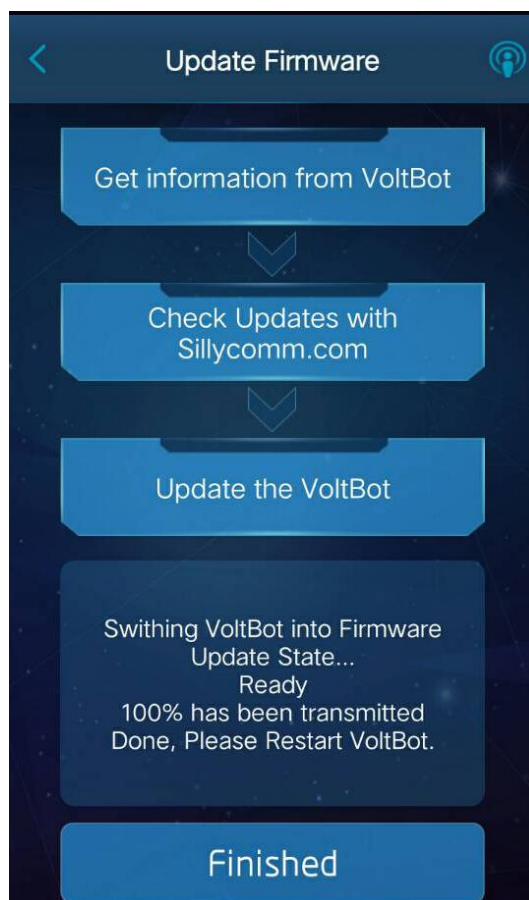 Update Firmware
Get information from VoltBot
Check Updates with
Sillycomm.com
Update the VoltBot
Swithing VoltBot into Firmware
Update State...
Ready
100% has been transmitted
Done, Please Restart VoltBot.
Finished